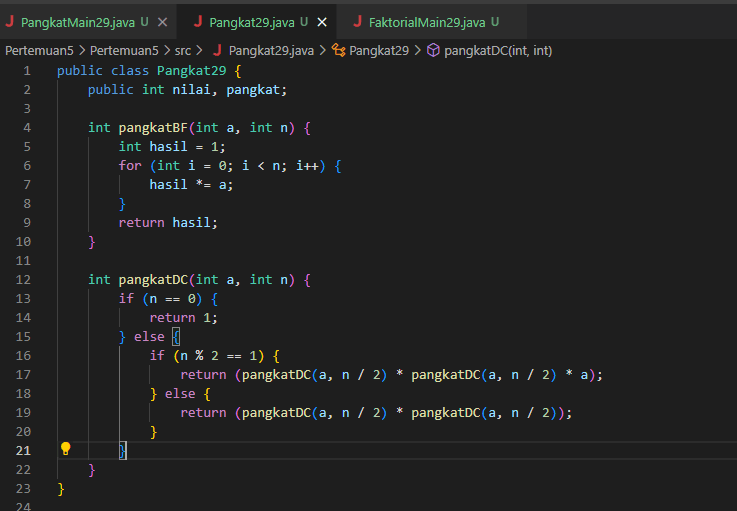 J PangkatMain29.java U × J Pangkat29.java U × J FaktorialMain29.java U
Pertemuan5 > Pertemuan5 > src > J Pangkat29.java > Pangkat29 > pangkatDC(int, int)
1 public class Pangkat29 {
2     public int nilai, pangkat;
3
4     int pangkatBF(int a, int n) {
5         int hasil = 1;
6         for (int i = 0; i < n; i++) {
7             hasil *= a;
8         }
9         return hasil;
10     }
11
12     int pangkatDC(int a, int n) {
13         if (n == 0) {
14             return 1;
15         } else {
16             if (n % 2 == 1) {
17                 return (pangkatDC(a, n / 2) * pangkatDC(a, n / 2) * a);
18             } else {
19                 return (pangkatDC(a, n / 2) * pangkatDC(a, n / 2));
20             }
21         }
22     }
23 }
24